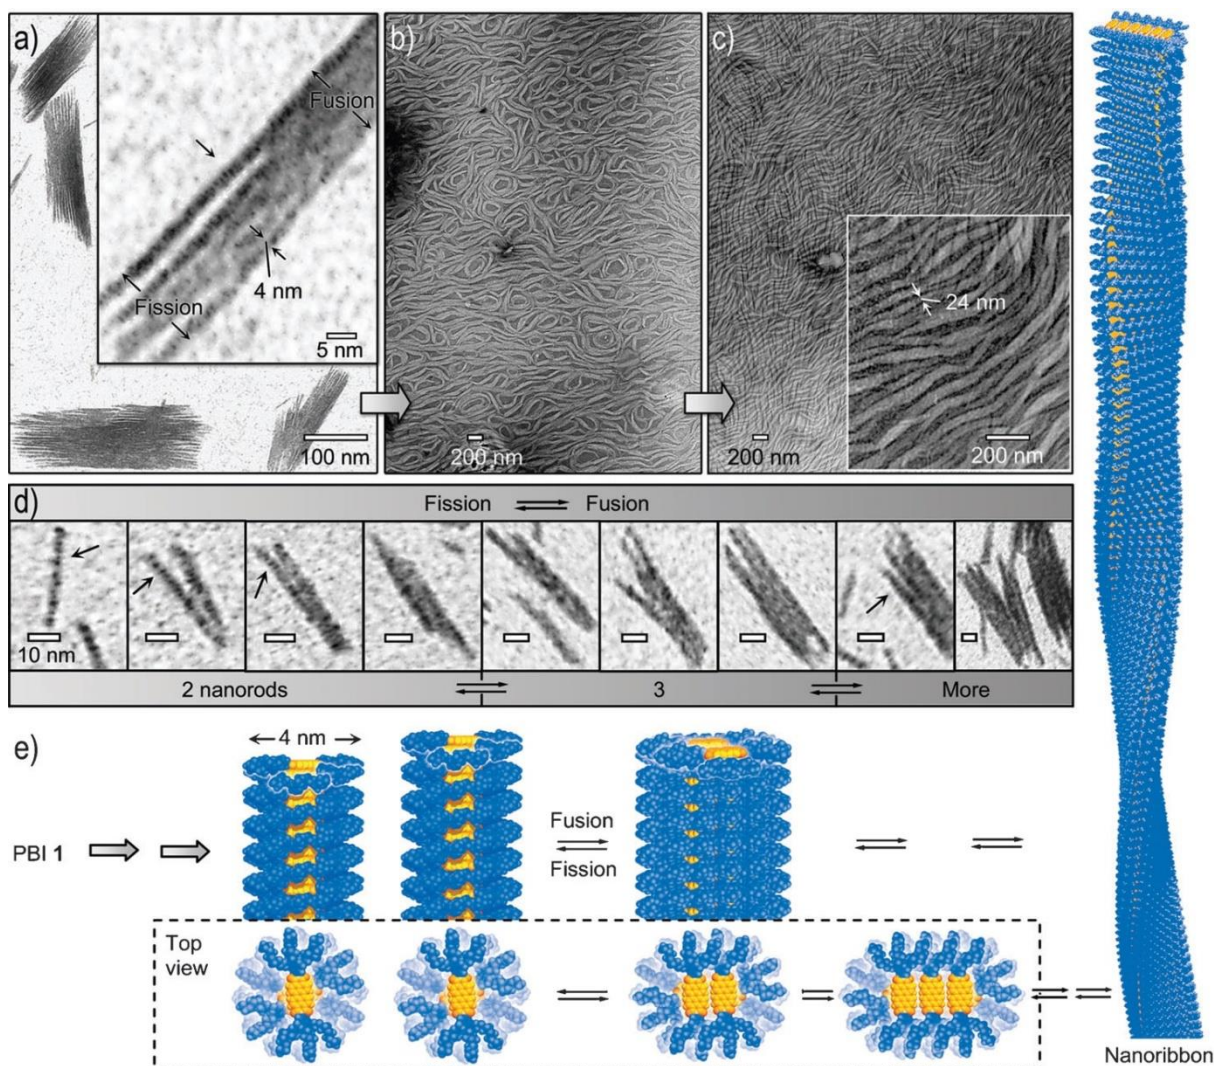 a)
Fusion
Fission
4 nm
5 nm
100 nm
b)
200 nm
c)
24 nm
200 nm
200 nm
d)
Fission ⇌ Fusion
10 nm
2 nanorods ⇌ 3 ⇌ More
e)
4 nm
PBI 1
Fusion
Fission
Top
view
Nanoribbon